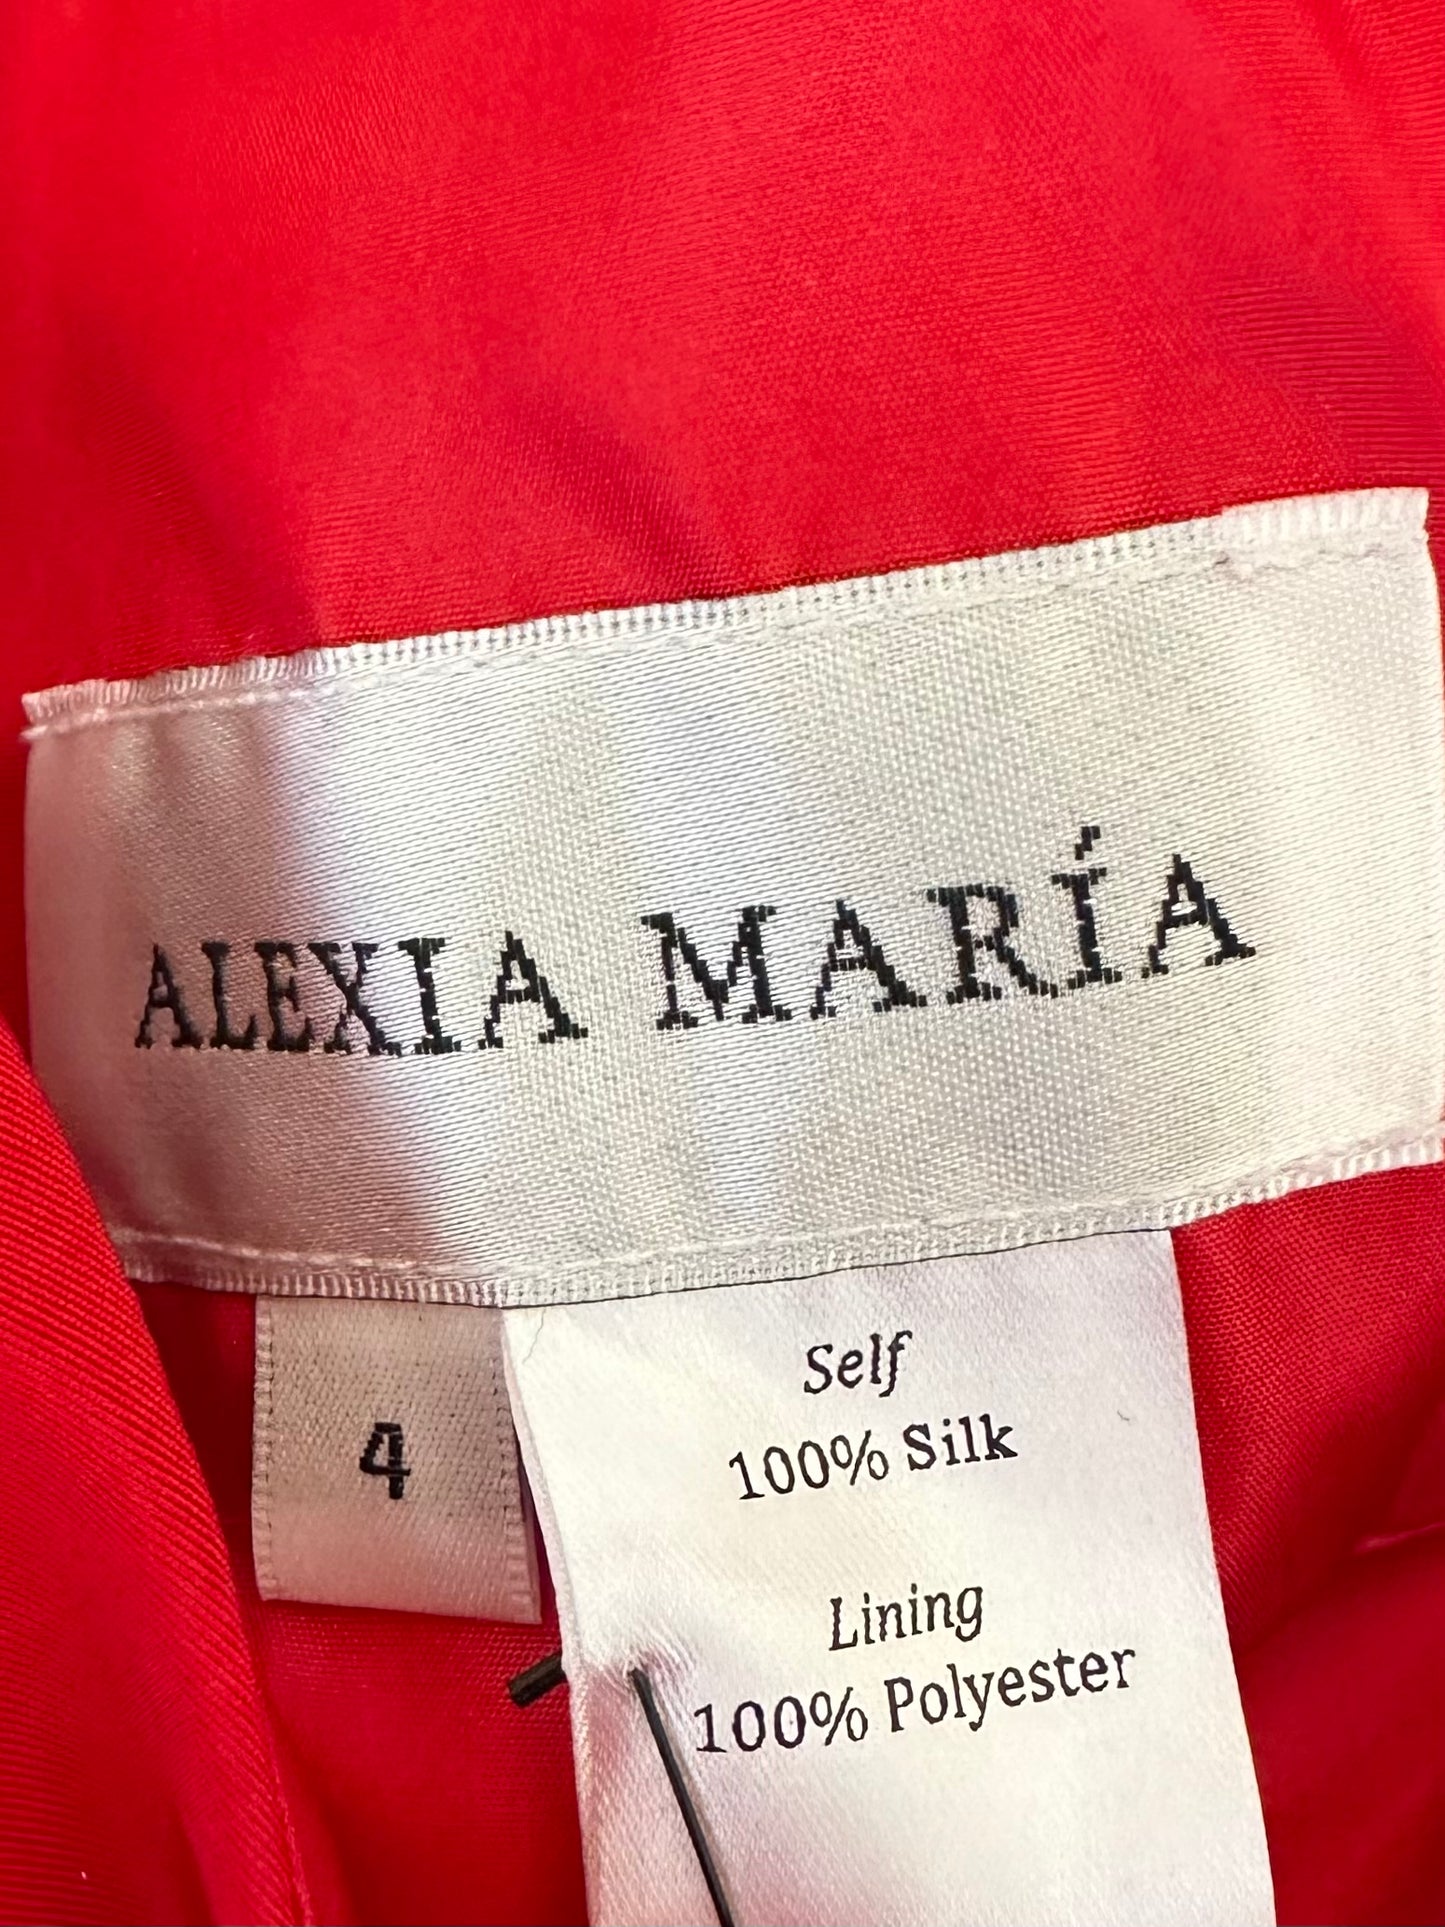 ALEXIA MARÍA
4
Self
100% Silk
Lining
100% Polyester